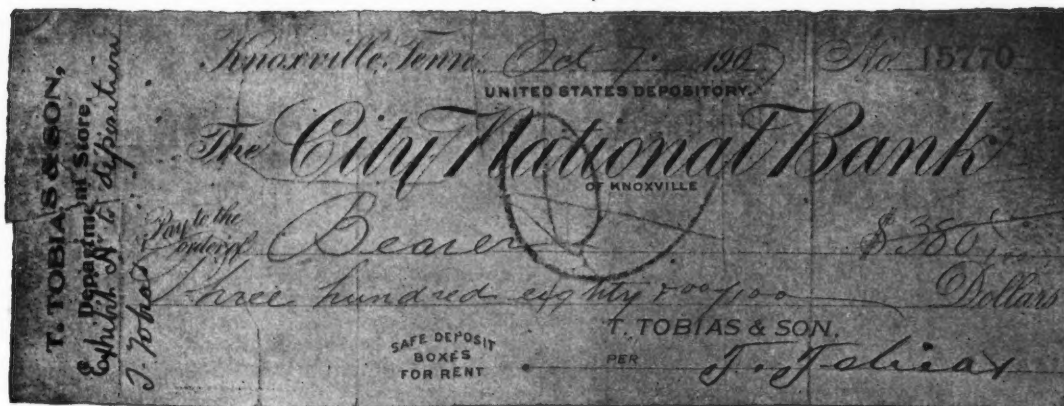 T. TOBIAS & SON,
Department Store,
Exhibit A to deposition
J. Tobias
Knoxville, Tenn. Oct 7 190 No. 15770
UNITED STATES DEPOSITORY.
The City National Bank
OF KNOXVILLE
Pay to the order of Bearer $380
Three hundred eighty & 00/100 Dollars
SAFE DEPOSIT
BOXES
FOR RENT
T. TOBIAS & SON.
PER T. Tobias